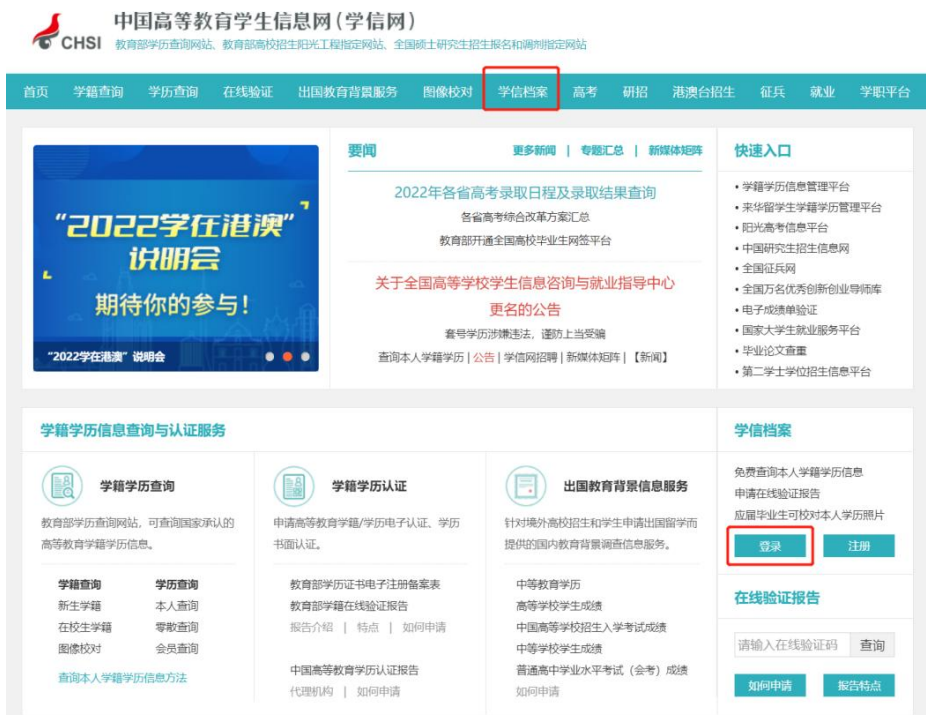 中国高等教育学生信息网(学信网)
CHSI 教育部学历查询网站、教育部高校招生阳光工程指定网站、全国硕士研究生招生报名和调剂指定网站
首页 学籍查询 学历查询 在线验证 出国教育背景服务 图像校对 学信档案 高考 研招 港澳台招生 征兵 就业 学职平台
“2022学在港澳”
说明会
期待你的参与!
“2022学在港澳”说明会
要闻 更多新闻 | 专题汇总 | 新媒体矩阵
2022年各省高考录取日程及录取结果查询
各省高考综合改革方案汇总
教育部开通全国高校毕业生网签平台
关于全国高等学校学生信息咨询与就业指导中心
更名的公告
套号学历涉嫌违法,谨防上当受骗
查询本人学籍学历 | 公告 | 学信网招聘 | 新媒体矩阵 | 【新闻】
快速入口
• 学籍学历信息管理平台
• 来华留学生学籍学历管理平台
• 阳光高考信息平台
• 中国研究生招生信息网
• 全国征兵网
• 全国万名优秀创新创业导师库
• 电子成绩单验证
• 国家大学生就业服务平台
• 毕业论文查重
• 第二学士学位招生信息平台
学籍学历信息查询与认证服务
学籍学历查询
教育部学历查询网站,可查询国家承认的
高等教育学籍学历信息。
学籍查询 学历查询
新生学籍 本人查询
在校生学籍 零散查询
图像校对 会员查询
查询本人学籍学历信息方法
学籍学历认证
申请高等教育学籍/学历电子认证、学历
书面认证。
教育部学历证书电子注册备案表
教育部学籍在线验证报告
报告介绍 | 特点 | 如何申请
中国高等教育学历认证报告
代理机构 | 如何申请
出国教育背景信息服务
针对境外高校招生和学生申请出国留学而
提供的国内教育背景调查信息服务。
中等教育学历
高等学校学生成绩
中国高等学校招生入学考试成绩
中等学校学生成绩
普通高中学业水平考试(会考)成绩
如何申请
学信档案
免费查询本人学籍学历信息
申请在线验证报告
应届毕业生可校对本人学历照片
登录 注册
在线验证报告
请输入在线验证码 查询
如何申请 报告特点